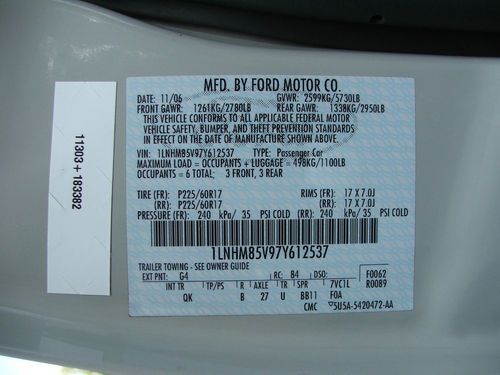 11303 + 183382
MFD. BY FORD MOTOR CO.
DATE: 11/06 GVWR: 2599KG/5730LB
FRONT GAWR: 1261KG/2780LB REAR GAWR: 1338KG/2950LB
THIS VEHICLE CONFORMS TO ALL APPLICABLE FEDERAL MOTOR
VEHICLE SAFETY, BUMPER, AND THEFT PREVENTION STANDARDS
IN EFFECT ON THE DATE OF MANUFACTURE SHOWN ABOVE.
VIN: 1LNHM85V97Y612537 TYPE: Passenger Car
MAXIMUM LOAD = OCCUPANTS + LUGGAGE = 498KG/1100LB
OCCUPANTS = 6 TOTAL; 3 FRONT, 3 REAR
TIRE (FR): P225/60R17 RIMS (FR): 17 X 7.0J
(RR): P225/60R17 (RR): 17 X 7.0J
PRESSURE (FR): 240 kPa/ 35 PSI COLD (RR): 240 kPa/ 35 PSI COLD
1LNHM85V97Y612537
TRAILER TOWING - SEE OWNER GUIDE
EXT PNT: G4 RC: 84 DSO: F0062
INT TR TP/PS R AXLE TR SPR 7VC1L R0089
QK B 27 U BB11 F0A
CMC 5U5A-5420472-AA